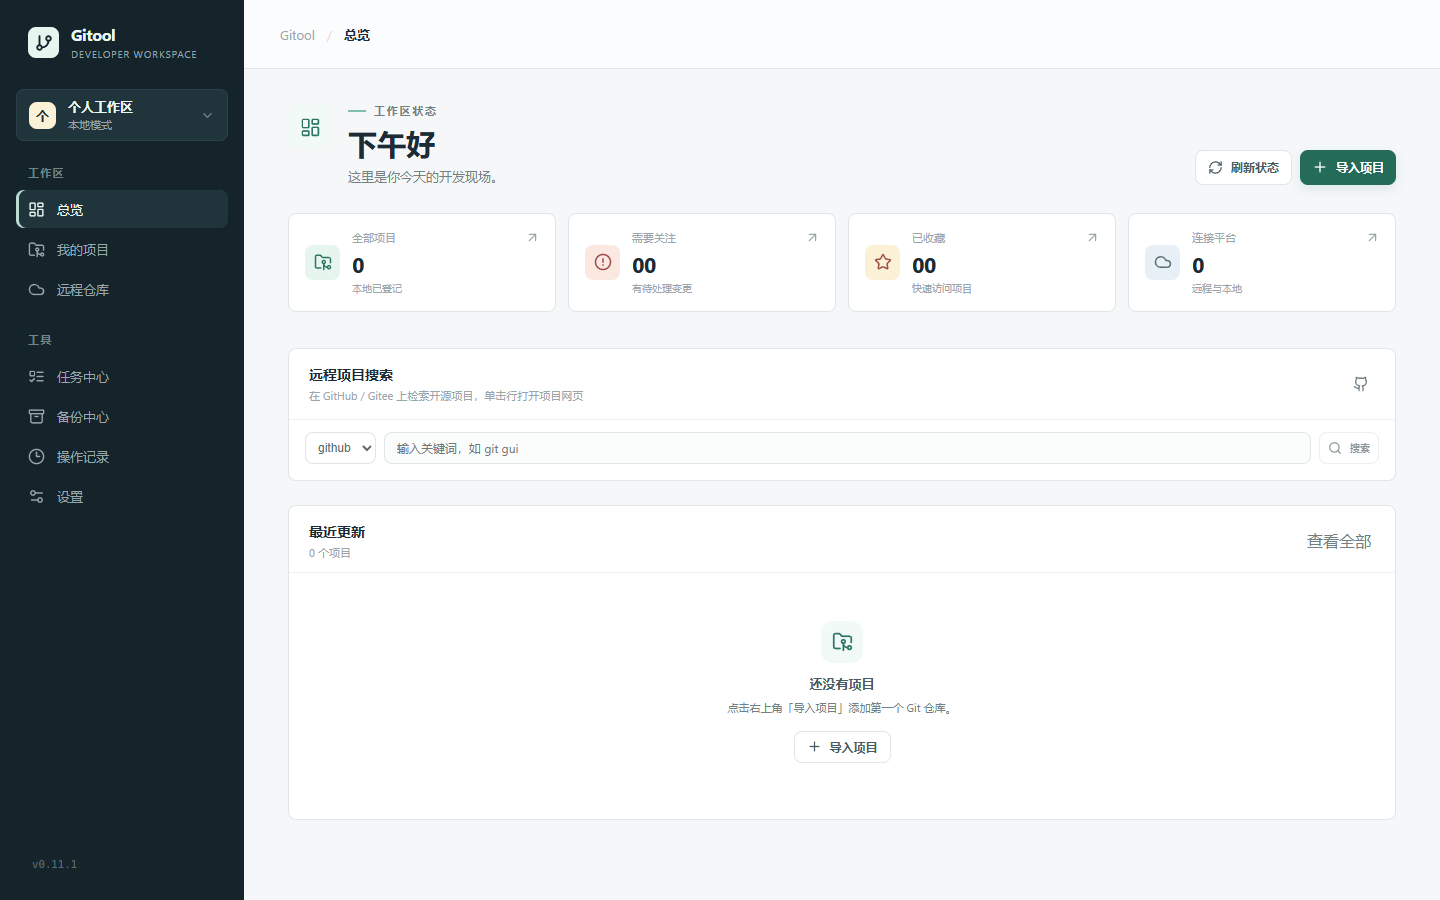 Gitool
DEVELOPER WORKSPACE
个
个人工作区
本地模式
工作区
总览
我的项目
远程仓库
工具
任务中心
备份中心
操作记录
设置
v0.11.1
Gitool / 总览
工作区状态
下午好
这里是你今天的开发现场。
刷新状态
导入项目
全部项目
0
本地已登记
需要关注
00
有待处理变更
已收藏
00
快速访问项目
连接平台
0
远程与本地
远程项目搜索
在 GitHub / Gitee 上检索开源项目，单击行打开项目网页
github
输入关键词，如 git gui
搜索
最近更新
0 个项目
查看全部
还没有项目
点击右上角「导入项目」添加第一个 Git 仓库。
导入项目